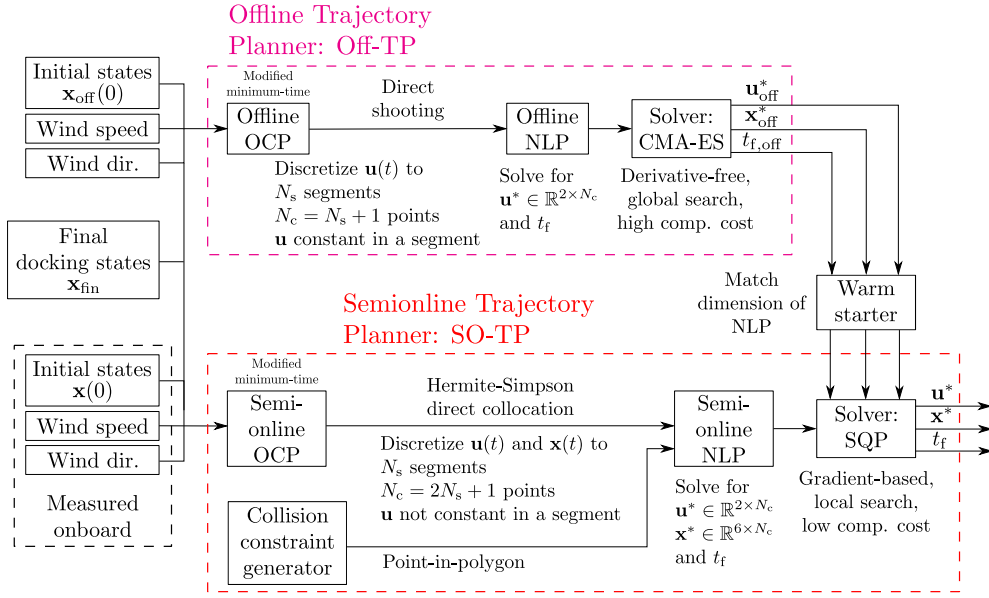 Offline Trajectory
Planner: Off-TP
Initial states
x_off(0)
Wind speed
Wind dir.
Final
docking states
x_fin
Modified
minimum-time
Offline
OCP
Direct
shooting
Discretize u(t) to
N_s segments
N_c = N_s + 1 points
u constant in a segment
Offline
NLP
Solve for
u* ∈ ℝ^{2×N_c}
and t_f
Solver:
CMA-ES
Derivative-free,
global search,
high comp. cost
u*_off
x*_off
t_{f,off}
Match
dimension of
NLP
Warm
starter
Semionline Trajectory
Planner: SO-TP
Initial states
x(0)
Wind speed
Wind dir.
Measured
onboard
Modified
minimum-time
Semi-
online
OCP
Hermite-Simpson
direct collocation
Discretize u(t) and x(t) to
N_s segments
N_c = 2N_s + 1 points
u not constant in a segment
Collision
constraint
generator
Point-in-polygon
Semi-
online
NLP
Solve for
u* ∈ ℝ^{2×N_c}
x* ∈ ℝ^{6×N_c}
and t_f
Solver:
SQP
Gradient-based,
local search,
low comp. cost
u*
x*
t_f